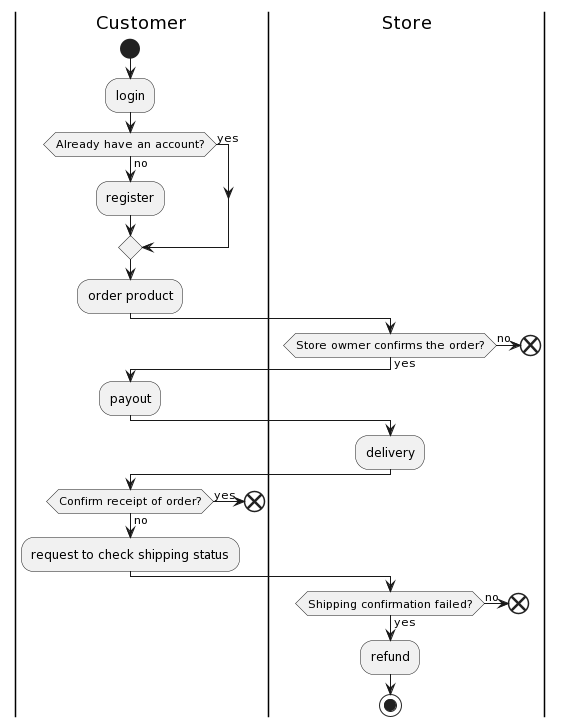 Customer
Store
login
Already have an account?
yes
no
register
order product
Store owner confirms the order?
no
yes
payout
delivery
Confirm receipt of order?
yes
no
request to check shipping status
Shipping confirmation failed?
no
yes
refund